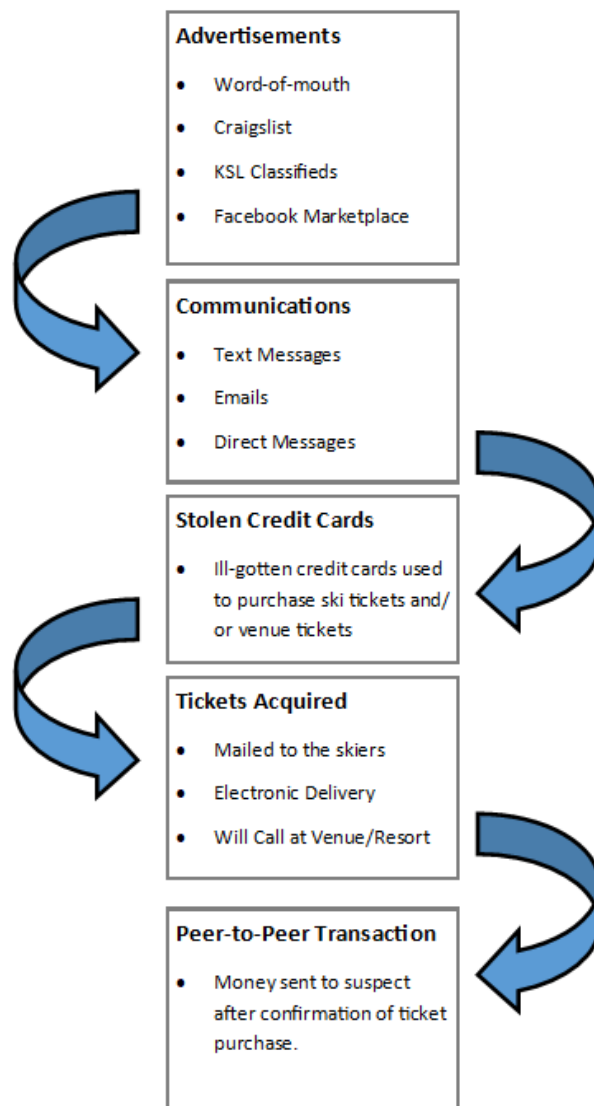 Advertisements
• Word-of-mouth
• Craigslist
• KSL Classifieds
• Facebook Marketplace
Communications
• Text Messages
• Emails
• Direct Messages
Stolen Credit Cards
• Ill-gotten credit cards used
to purchase ski tickets and/
or venue tickets
Tickets Acquired
• Mailed to the skiers
• Electronic Delivery
• Will Call at Venue/Resort
Peer-to-Peer Transaction
• Money sent to suspect
after confirmation of ticket
purchase.